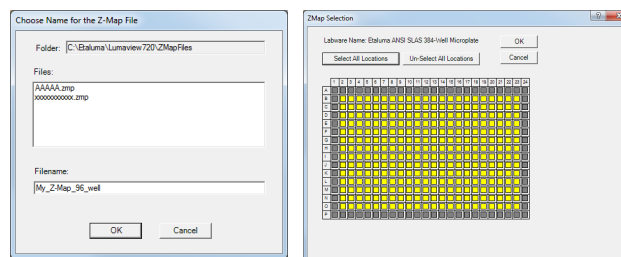 Choose Name for the Z-Map File
Folder: C:\Etaluma\Lumaview720\ZMapFiles
Files:
AAAAA.zmp
xxxxxxxxxxx.zmp
Filename:
My_Z-Map_96_well
OK Cancel
ZMap Selection
Labware Name: Etaluma ANSI SLAS 384-Well Microplate OK
Select All Locations Un-Select All Locations Cancel
1 2 3 4 5 6 7 8 9 10 11 12 13 14 15 16 17 18 19 20 21 22 23 24
A
B
C
D
E
F
G
H
I
J
K
L
M
N
O
P